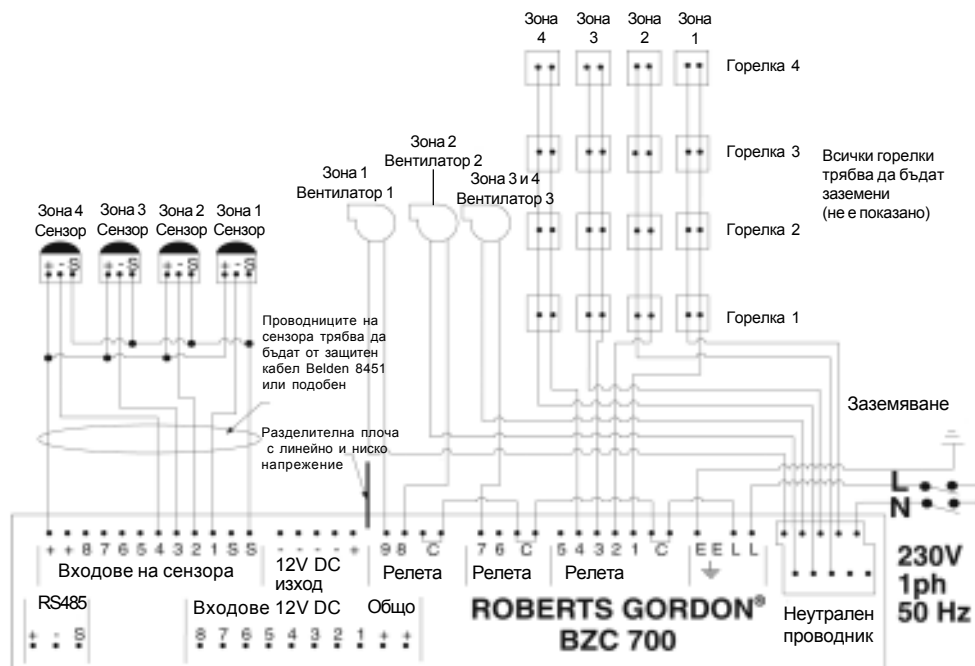 Зона 4
Зона 3
Зона 2
Зона 1
Горелка 4
Горелка 3
Горелка 2
Горелка 1
Всички горелки
трябва да бъдат
заземени
(не е показано)
Зона 1
Вентилатор 1
Зона 2
Вентилатор 2
Зона 3 и 4
Вентилатор 3
Зона 4
Сензор
Зона 3
Сензор
Зона 2
Сензор
Зона 1
Сензор
+ - S
+ - S
+ - S
+ - S
Проводниците на
сензора трябва да
бъдат от защитен
кабел Belden 8451
или подобен
Разделителна плоча
с линейно и ниско
напрежение
Заземяване
L
N
+ + 8 7 6 5 4 3 2 1 S S
- - - - +
9 8 C
7 6 C
5 4 3 2 1 C
E E L L
Входове на сензора
12V DC
изход
Релета
Релета
Релета
230V
1ph
50 Hz
RS485
+ - S
Входове 12V DC
Общо
8 7 6 5 4 3 2 1 + +
ROBERTS GORDON®
BZC 700
Неутрален
проводник